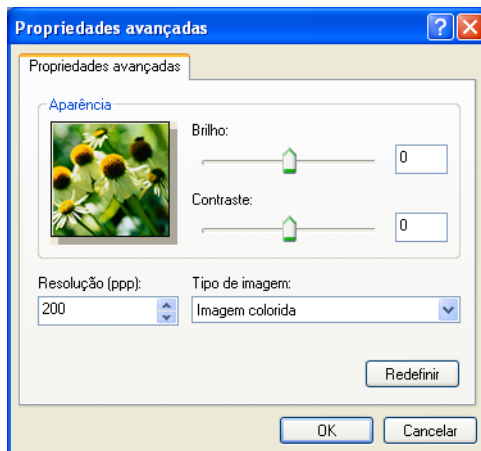 Propriedades avançadas
Propriedades avançadas
Aparência
Brilho:
0
Contraste:
0
Resolução (ppp):
Tipo de imagem:
200
Imagem colorida
Redefinir
OK
Cancelar